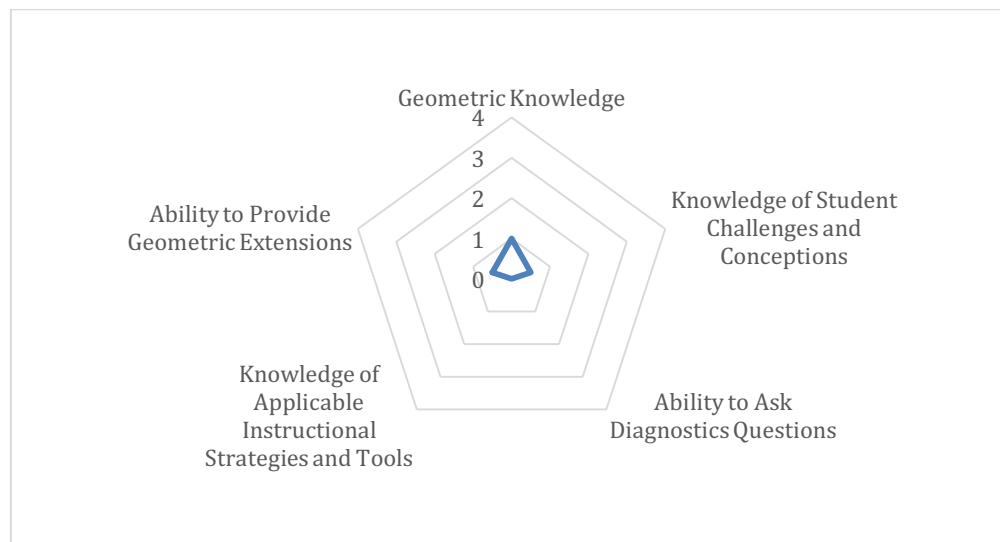 Geometric Knowledge
4
3
2
1
0
Knowledge of Student
Challenges and
Conceptions
Ability to Ask
Diagnostics Questions
Knowledge of
Applicable
Instructional
Strategies and Tools
Ability to Provide
Geometric Extensions